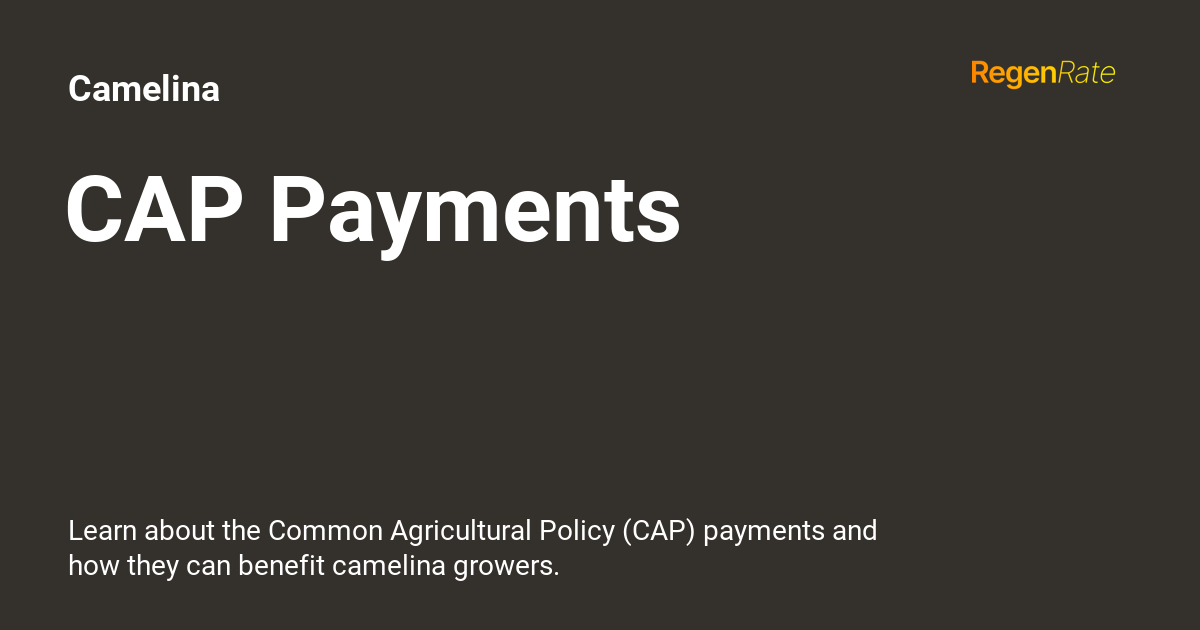 Camelina
RegenRate
CAP Payments
Learn about the Common Agricultural Policy (CAP) payments and
how they can benefit camelina growers.